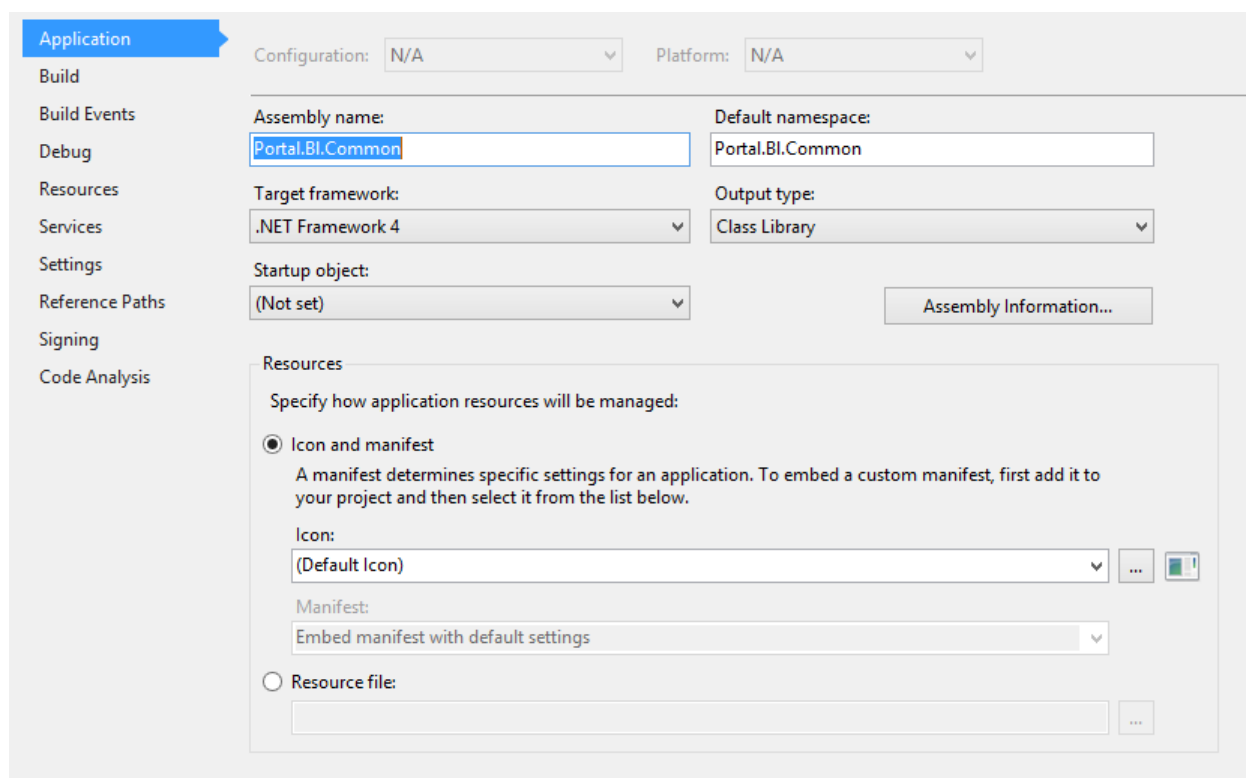 Application
Build
Build Events
Debug
Resources
Services
Settings
Reference Paths
Signing
Code Analysis
Configuration: N/A Platform: N/A
Assembly name: Default namespace:
Portal.BI.Common Portal.BI.Common
Target framework: Output type:
.NET Framework 4 Class Library
Startup object:
(Not set) Assembly Information...
Resources
Specify how application resources will be managed:
Icon and manifest
A manifest determines specific settings for an application. To embed a custom manifest, first add it to
your project and then select it from the list below.
Icon:
(Default Icon) ...
Manifest:
Embed manifest with default settings
Resource file:
...